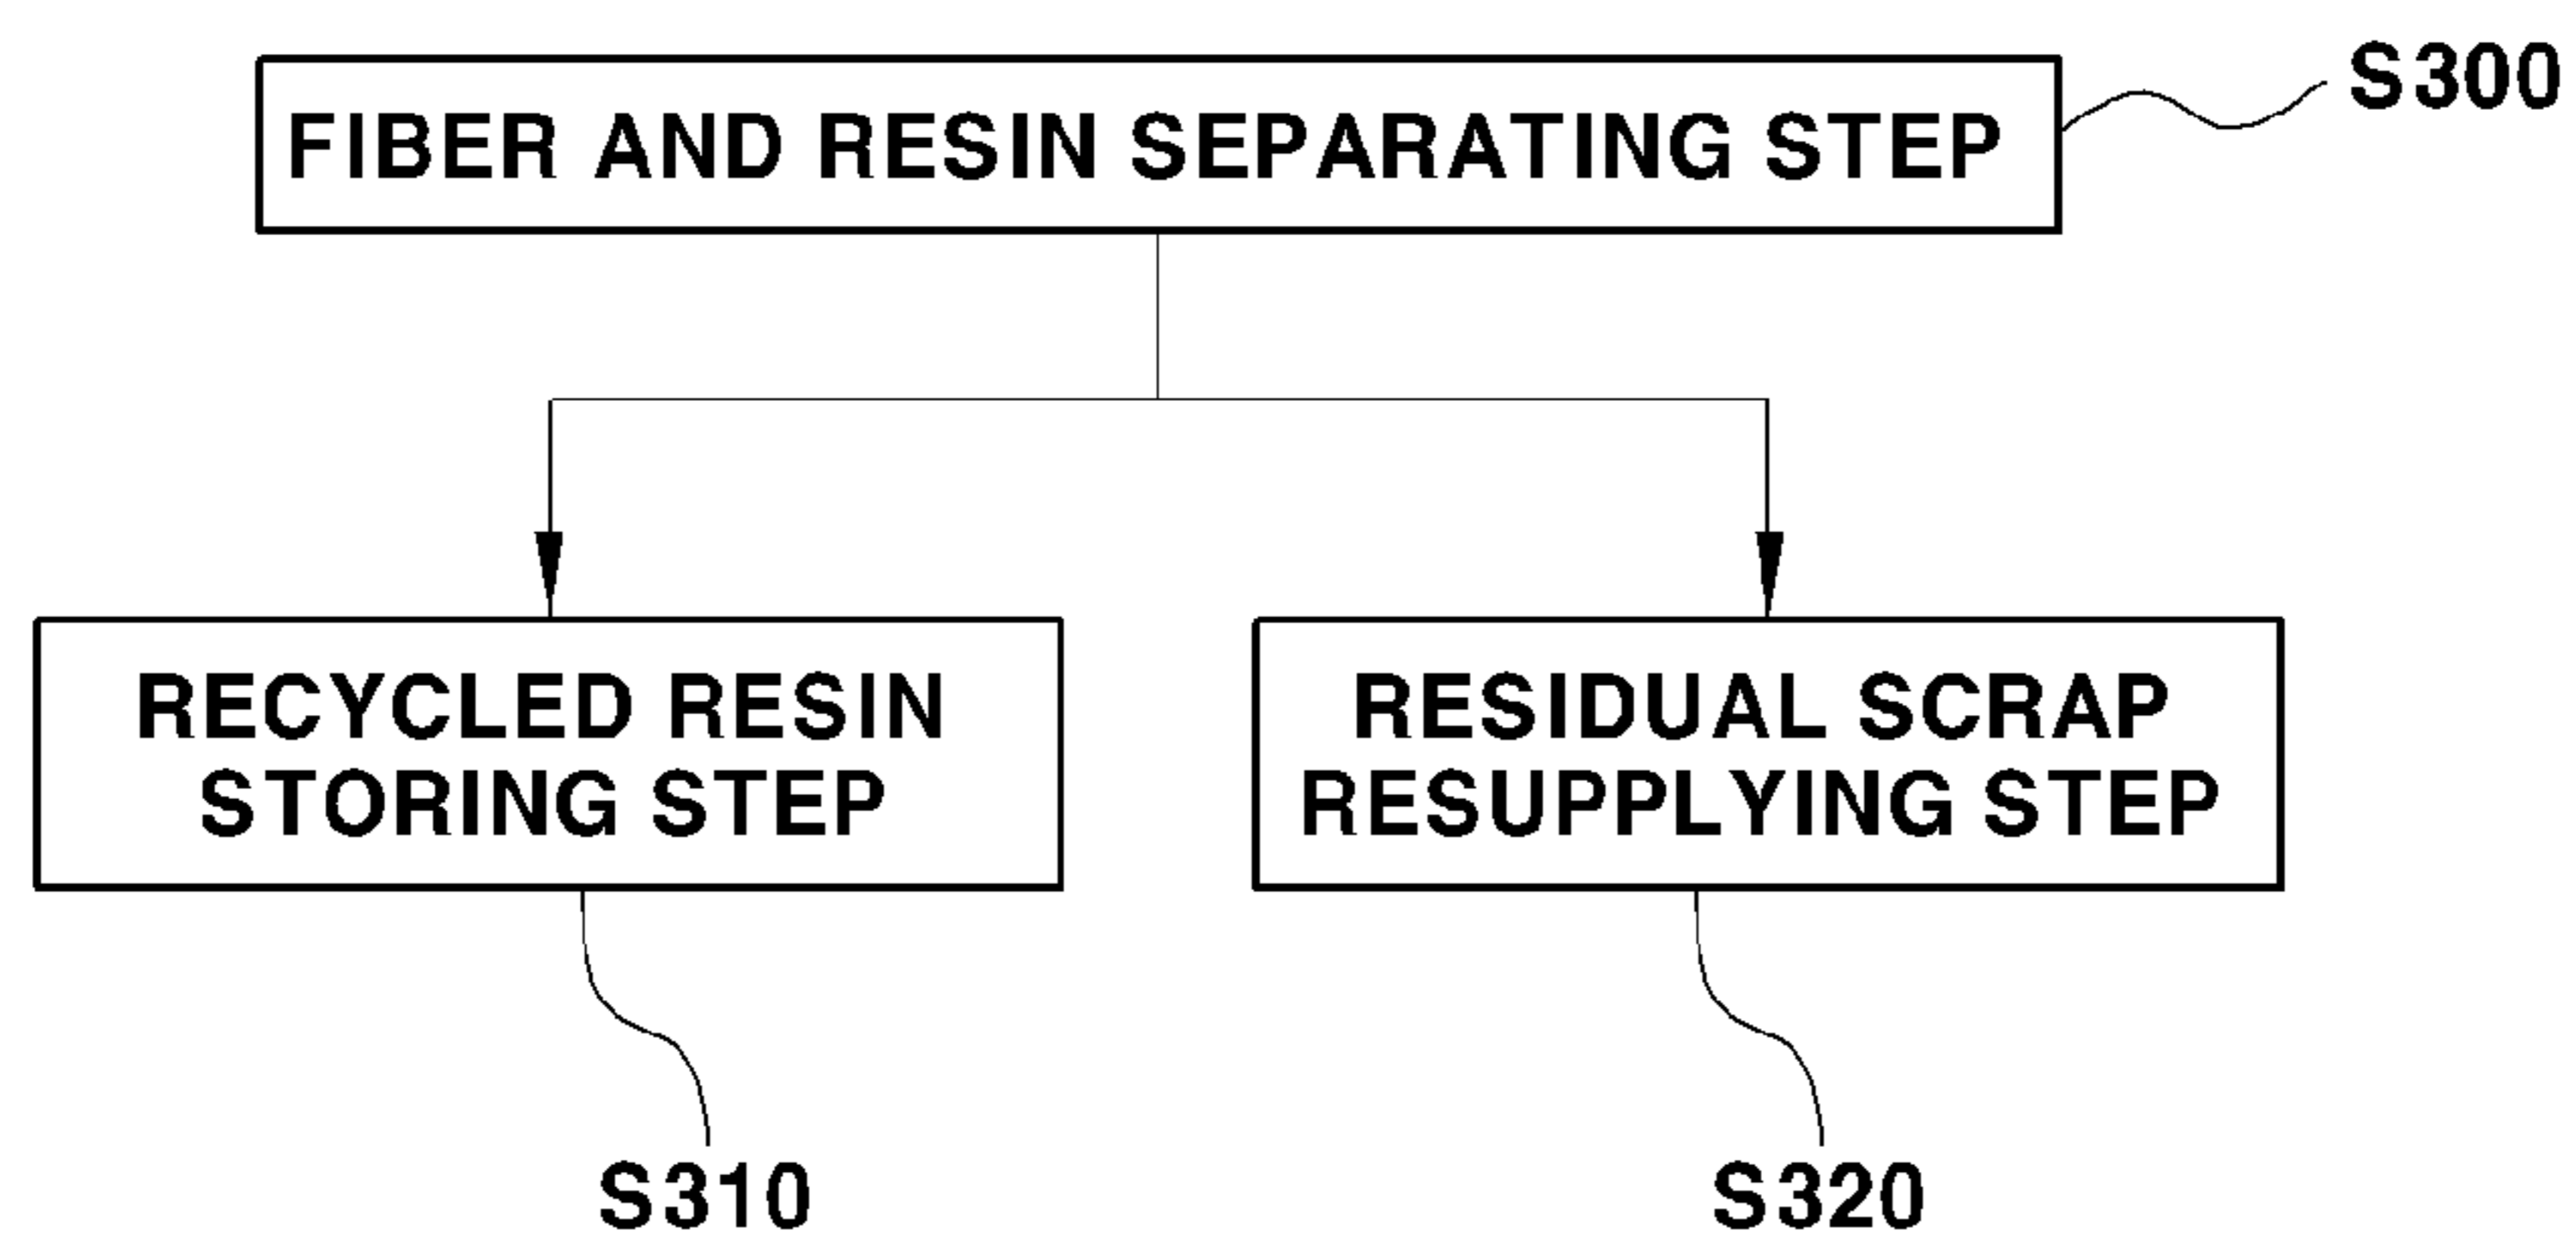 S300
FIBER AND RESIN SEPARATING STEP
RECYCLED RESIN
STORING STEP
RESIDUAL SCRAP
RESUPPLYING STEP
S310
S320